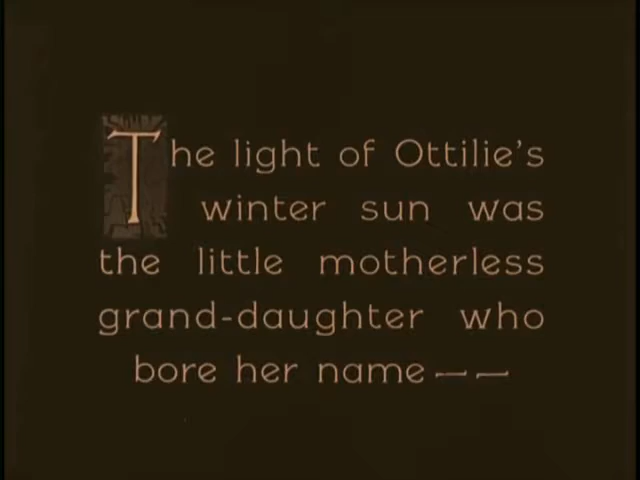 The light of Ottilie's
winter sun was
the little motherless
grand-daughter who
bore her name——